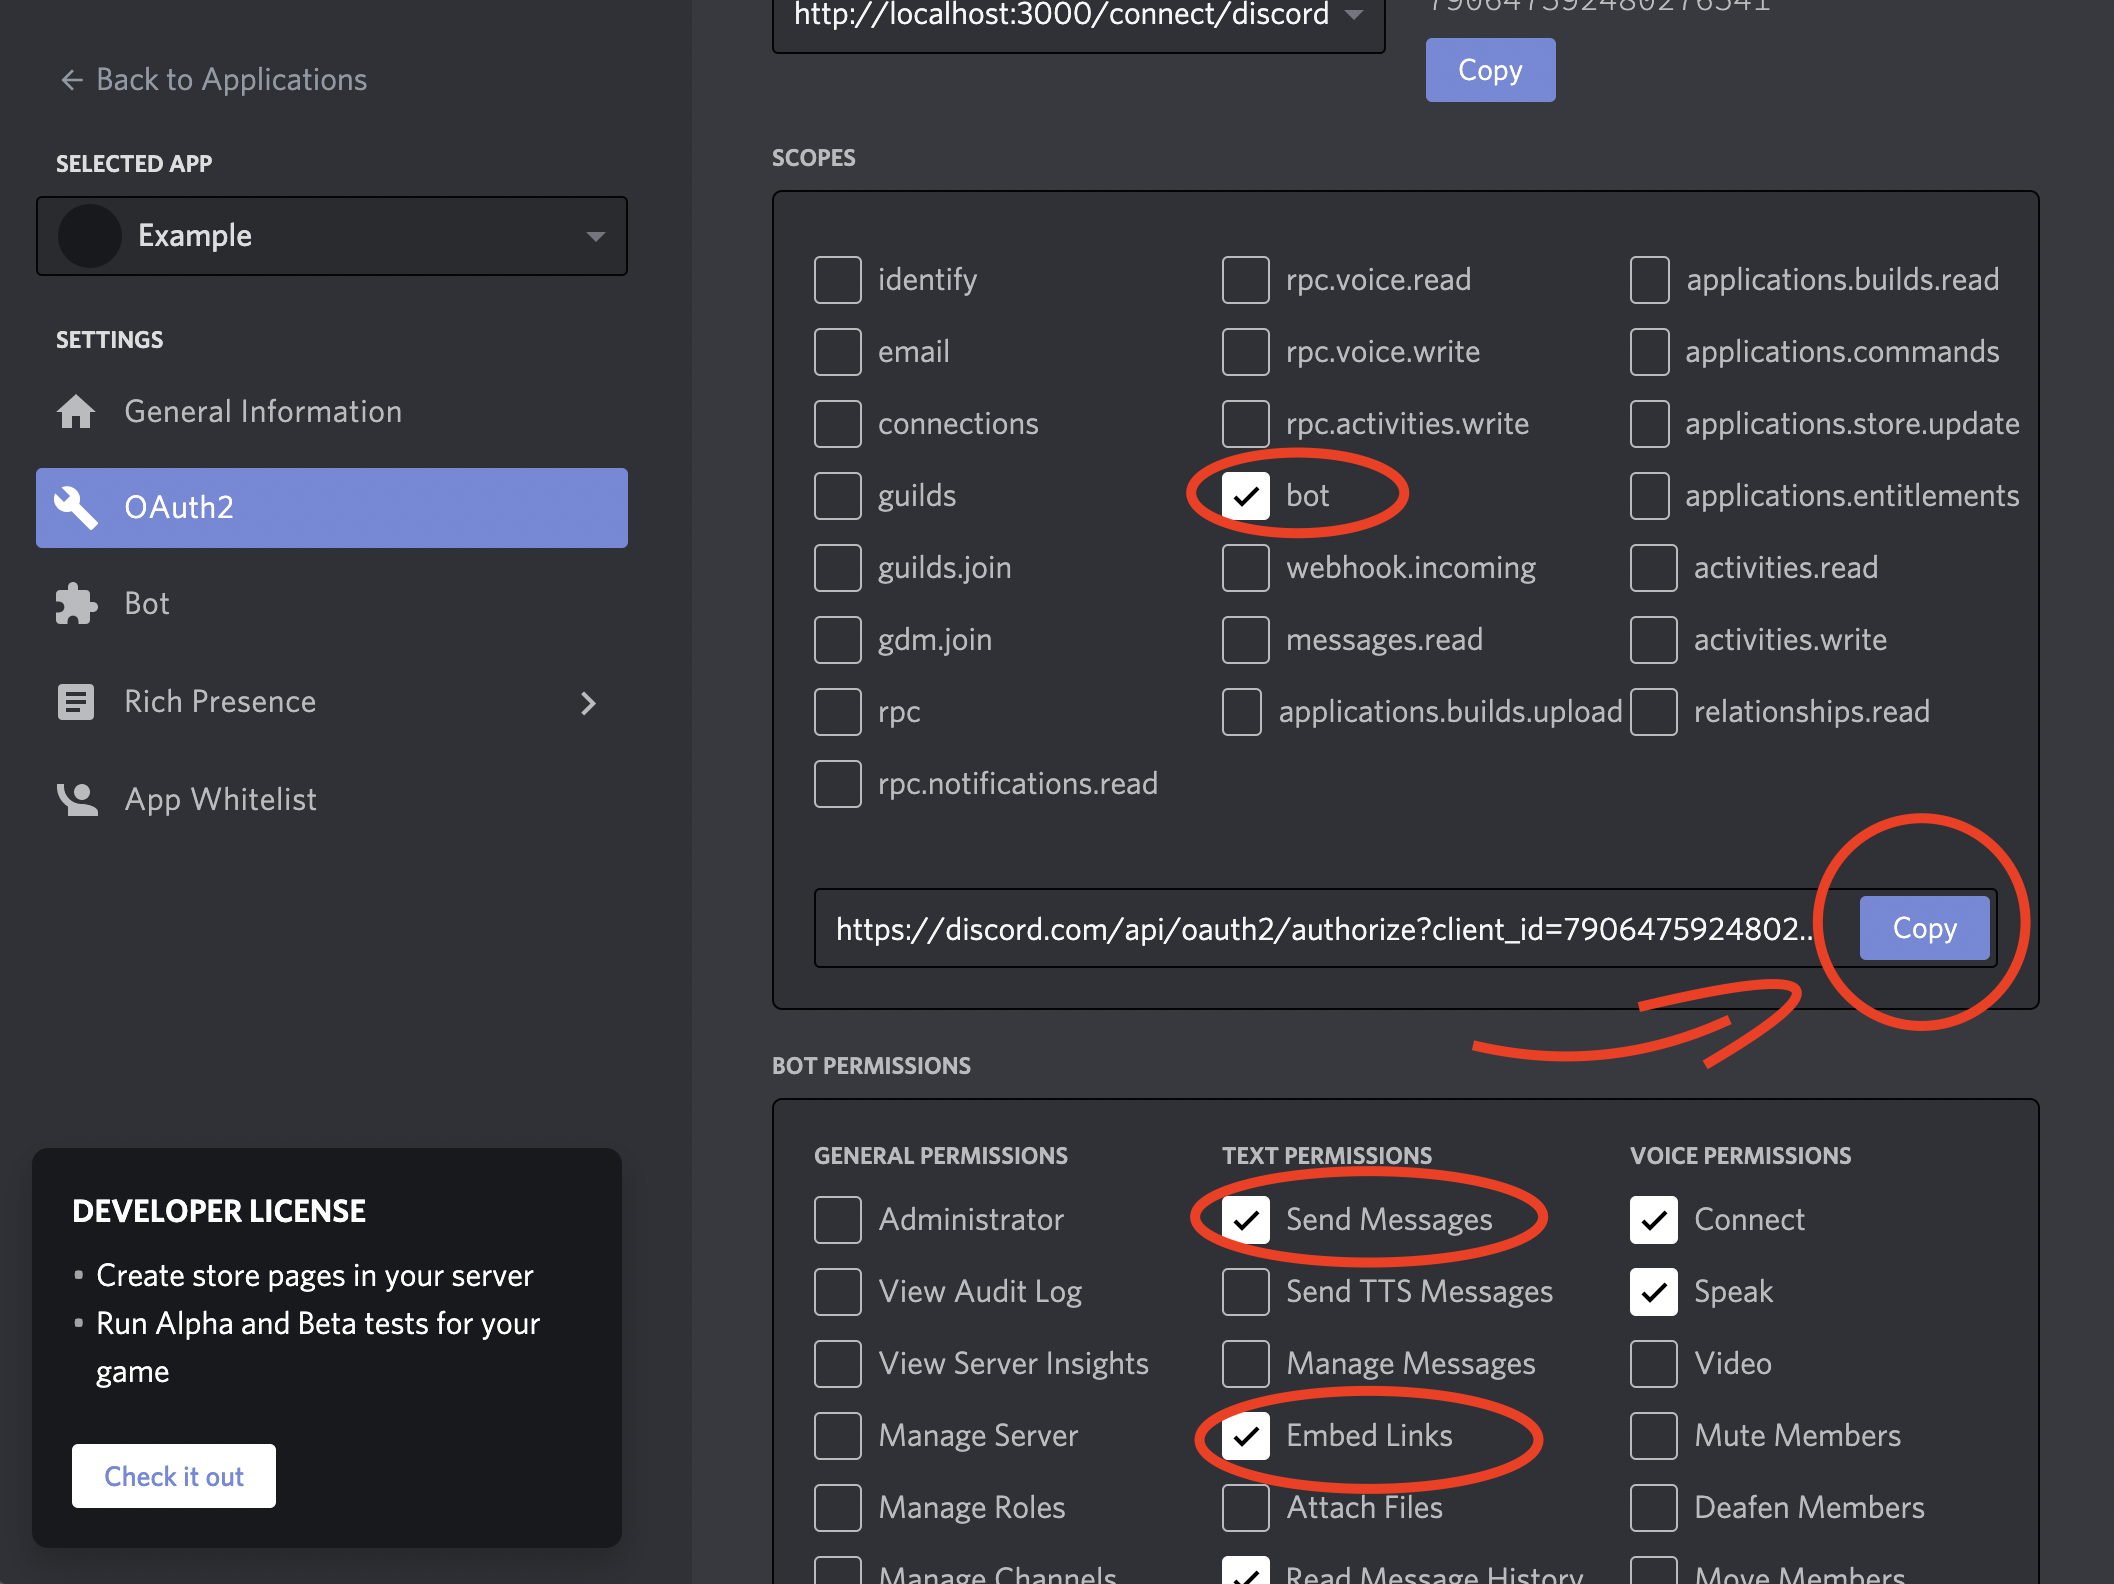 ← Back to Applications
SELECTED APP
Example
SETTINGS
General Information
OAuth2
Bot
Rich Presence
App Whitelist
DEVELOPER LICENSE
• Create store pages in your server
• Run Alpha and Beta tests for your
game
Check it out
http://localhost:3000/connect/discord
Copy
SCOPES
identify
email
connections
guilds
guilds.join
gdm.join
rpc
rpc.notifications.read
rpc.voice.read
rpc.voice.write
rpc.activities.write
bot
webhook.incoming
messages.read
applications.builds.upload
applications.builds.read
applications.commands
applications.store.update
applications.entitlements
activities.read
activities.write
relationships.read
https://discord.com/api/oauth2/authorize?client_id=7906475924802...
Copy
BOT PERMISSIONS
GENERAL PERMISSIONS
Administrator
View Audit Log
View Server Insights
Manage Server
Manage Roles
Manage Channels
TEXT PERMISSIONS
Send Messages
Send TTS Messages
Manage Messages
Embed Links
Attach Files
Read Message History
VOICE PERMISSIONS
Connect
Speak
Video
Mute Members
Deafen Members
Move Members